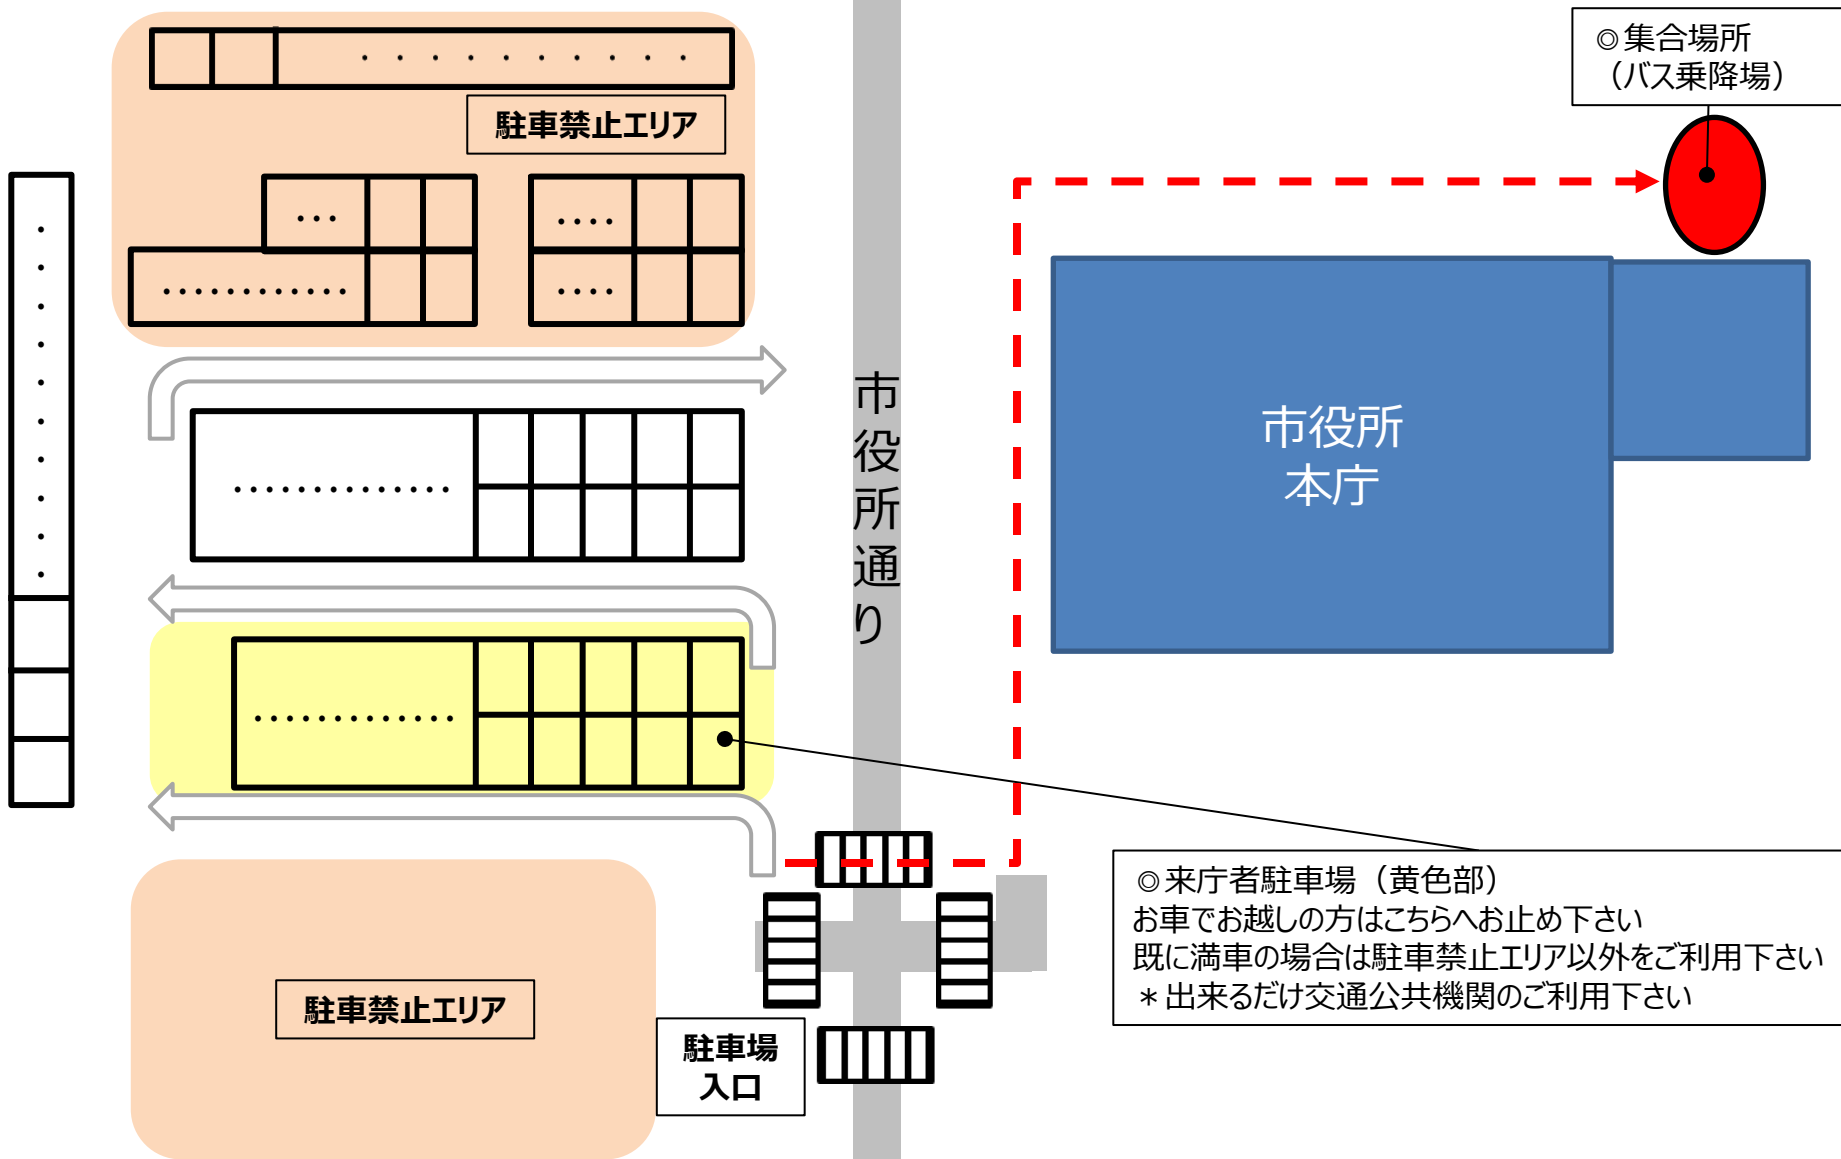 ◎集合場所
（バス乗降場）
駐車禁止エリア
市役所通り
市役所
本庁
◎来庁者駐車場（黄色部）
お車でお越しの方はこちらへお止め下さい
既に満車の場合は駐車禁止エリア以外をご利用下さい
＊出来るだけ交通公共機関のご利用下さい
駐車禁止エリア
駐車場
入口